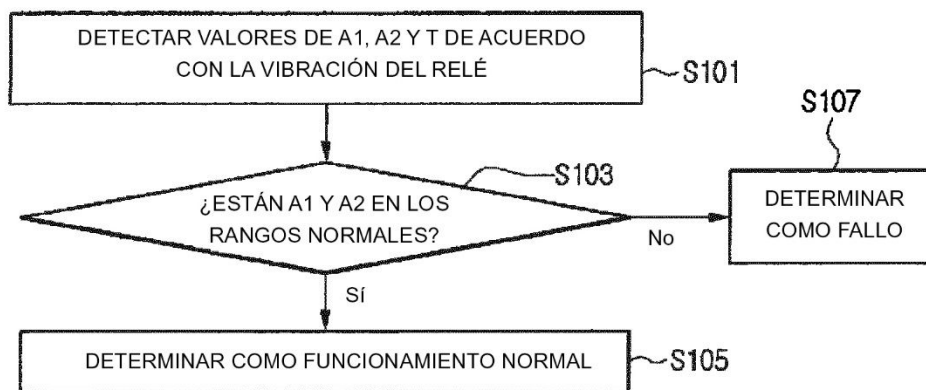 DETECTAR VALORES DE A1, A2 Y T DE ACUERDO
CON LA VIBRACIÓN DEL RELÉ
S101
S107
S103
¿ESTÁN A1 Y A2 EN LOS
RANGOS NORMALES?
DETERMINAR
COMO FALLO
No
Sí
DETERMINAR COMO FUNCIONAMIENTO NORMAL
S105